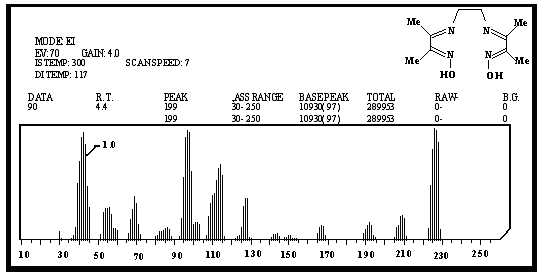 Me
Me
N
N
Me
Me
N
N
HO
OH
MODE: EI
EV: 70 GAIN: 4.0
ISTEMP: 300 SCANSPEED: 7
DI TEMP: 117
DATA R.T. PEAK ASS RANGE BASEPEAK TOTAL RAW- B.G.
90 4.4 199 30-250 10930(97) 289953 0- 0
199 30-250 10930(97) 289953 0- 0
1.0
10 30 50 70 90 110 130 150 170 190 210 230 250